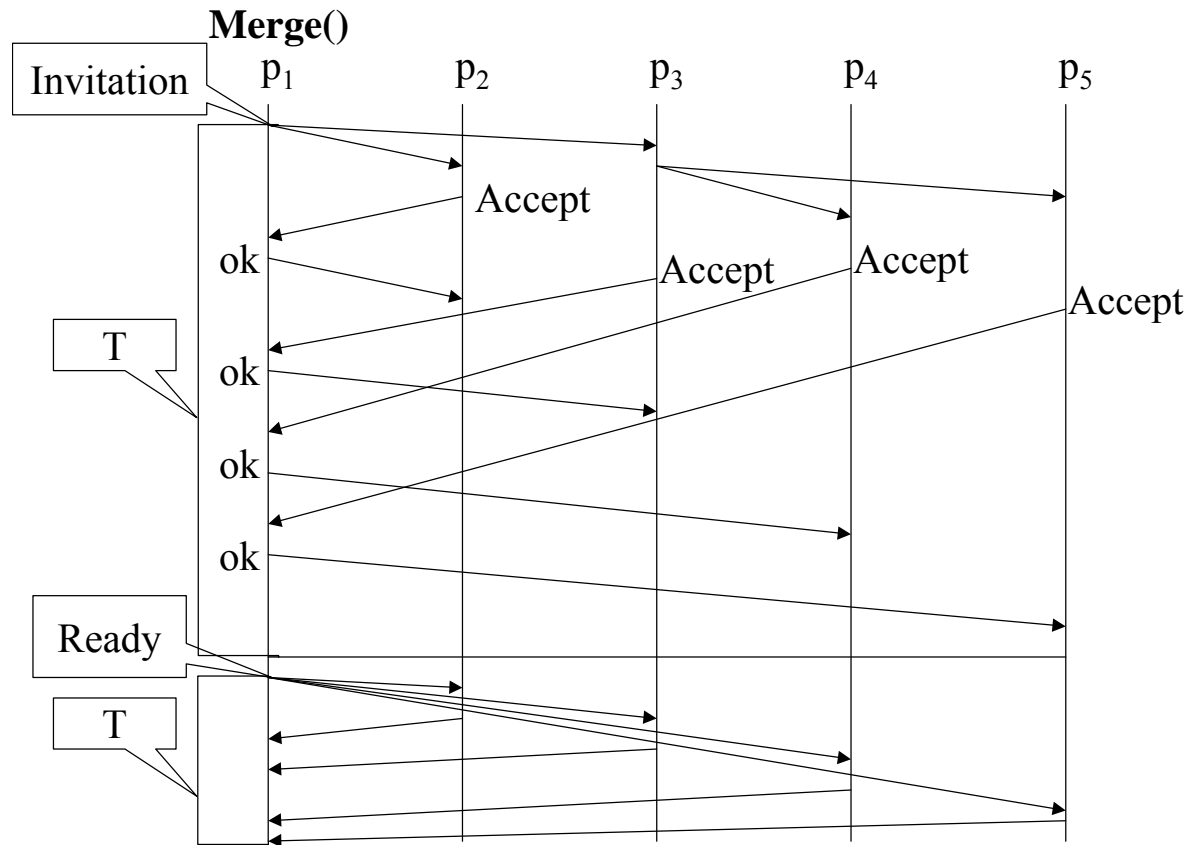 Merge()
Invitation
p₁ p₂ p₃ p₄ p₅
Accept
ok
Accept
Accept
Accept
T
ok
ok
ok
Ready
T